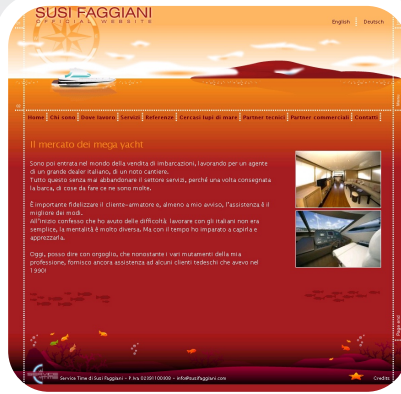 SUSI FAGGIANI
OFFICIAL WEBSITE
English Deutsch
Home Chi sono Dove lavoro Servizi Referenze Cercasi lupi di mare Partner tecnici Partner commerciali Contatti
Il mercato dei mega yacht
Sono poi entrata nel mondo della vendita di imbarcazioni, lavorando per un agente
di un grande dealer italiano, di un noto cantiere.
Tutto questo senza mai abbandonare il settore servizi, perché una volta consegnata
la barca, di cose da fare ce ne sono molte.
È importante fidelizzare il cliente-armatore e, almeno a mio avviso, l'assistenza è il
migliore dei modi.
All'inizio confesso che ho avuto delle difficoltà: lavorare con gli italiani non era
semplice, la mentalità è molto diversa. Ma con il tempo ho imparato a capirla e
apprezzarla.
Oggi, posso dire con orgoglio, che nonostante i vari mutamenti della mia
professione, fornisco ancora assistenza ad alcuni clienti tedeschi che avevo nel
1990!
Page end
Service Time di Susi Faggiani - P. Iva 02391100309 - info@susifaggiani.com
Credits